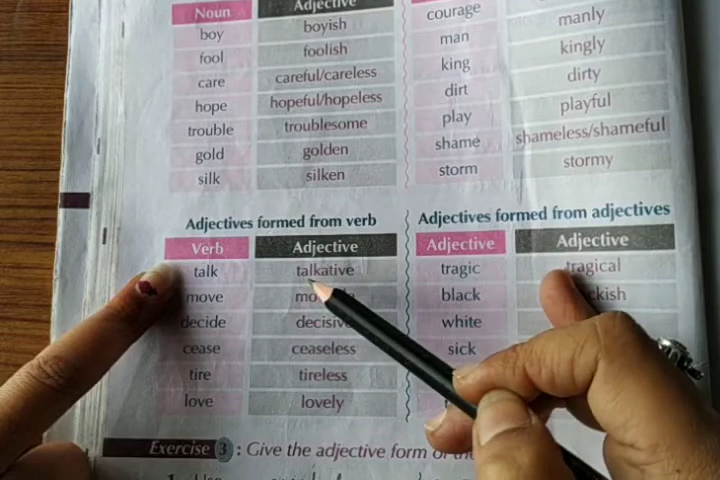 Noun Adjective
boy boyish
fool foolish
care careful/careless
hope hopeful/hopeless
trouble troublesome
gold golden
silk silken
courage
man manly
king kingly
dirt dirty
play playful
shame shameless/shameful
storm stormy
Adjectives formed from verb
Verb Adjective
talk talkative
move
decide decisive
cease ceaseless
tire tireless
love lovely
Adjectives formed from adjectives
Adjective Adjective
tragic tragical
black
white
sick
Exercise 3 : Give the adjective form of the